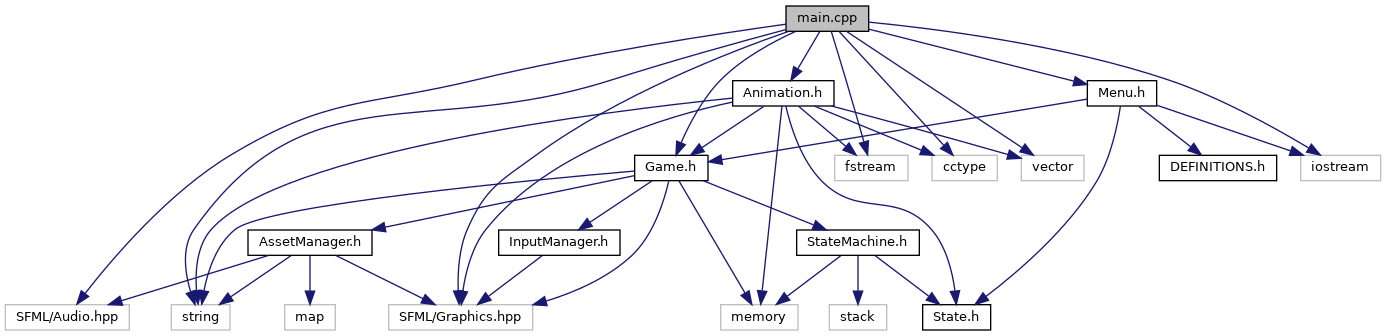 main.cpp
Animation.h
Menu.h
Game.h
fstream
cctype
vector
DEFINITIONS.h
iostream
AssetManager.h
InputManager.h
StateMachine.h
SFML/Audio.hpp
string
map
SFML/Graphics.hpp
memory
stack
State.h